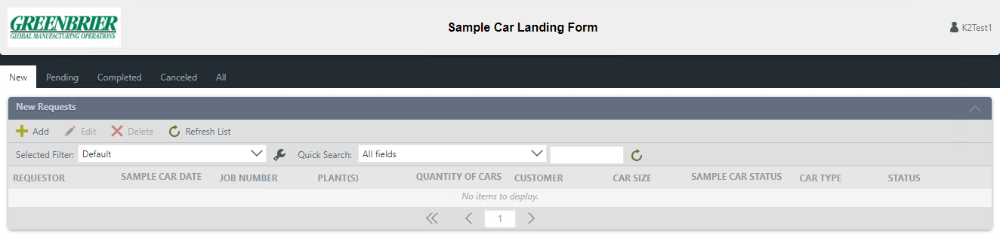 GREENBRIER
GLOBAL MANUFACTURING OPERATIONS
Sample Car Landing Form
K2Test1
New Pending Completed Canceled All
New Requests
Add Edit Delete Refresh List
Selected Filter: Default Quick Search: All fields
REQUESTOR SAMPLE CAR DATE JOB NUMBER PLANT(S) QUANTITY OF CARS CUSTOMER CAR SIZE SAMPLE CAR STATUS CAR TYPE STATUS
No items to display.
1